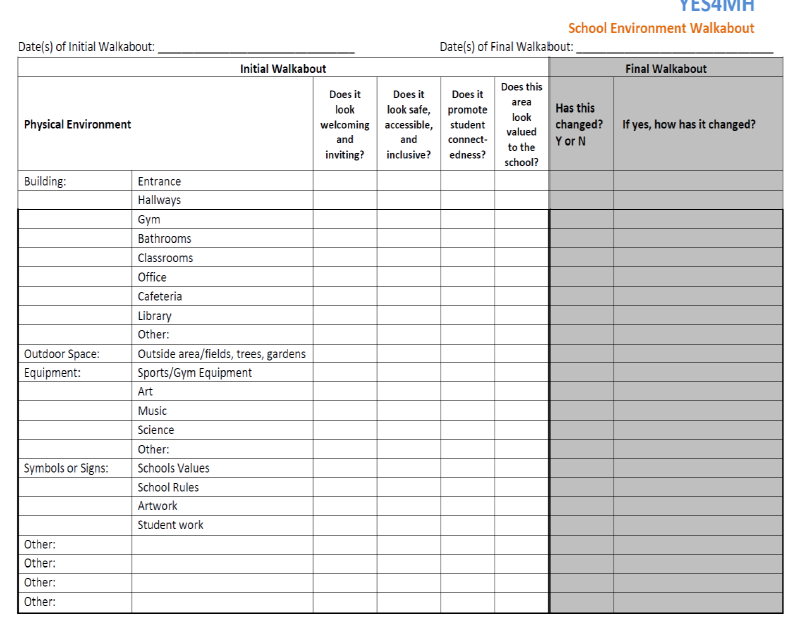 YES4MH
School Environment Walkabout
Date(s) of Initial Walkabout: ______________________________
Date(s) of Final Walkabout: ______________________________
Initial Walkabout
Final Walkabout
Physical Environment
Does it
look
welcoming
and
inviting?
Does it
look safe,
accessible,
and
inclusive?
Does it
promote
student
connect-
edness?
Does this
area
look
valued
to the
school?
Has this
changed?
Y or N
If yes, how has it changed?
Building: Entrance
Hallways
Gym
Bathrooms
Classrooms
Office
Cafeteria
Library
Other:
Outdoor Space: Outside area/fields, trees, gardens
Equipment: Sports/Gym Equipment
Art
Music
Science
Other:
Symbols or Signs: Schools Values
School Rules
Artwork
Student work
Other:
Other:
Other:
Other: